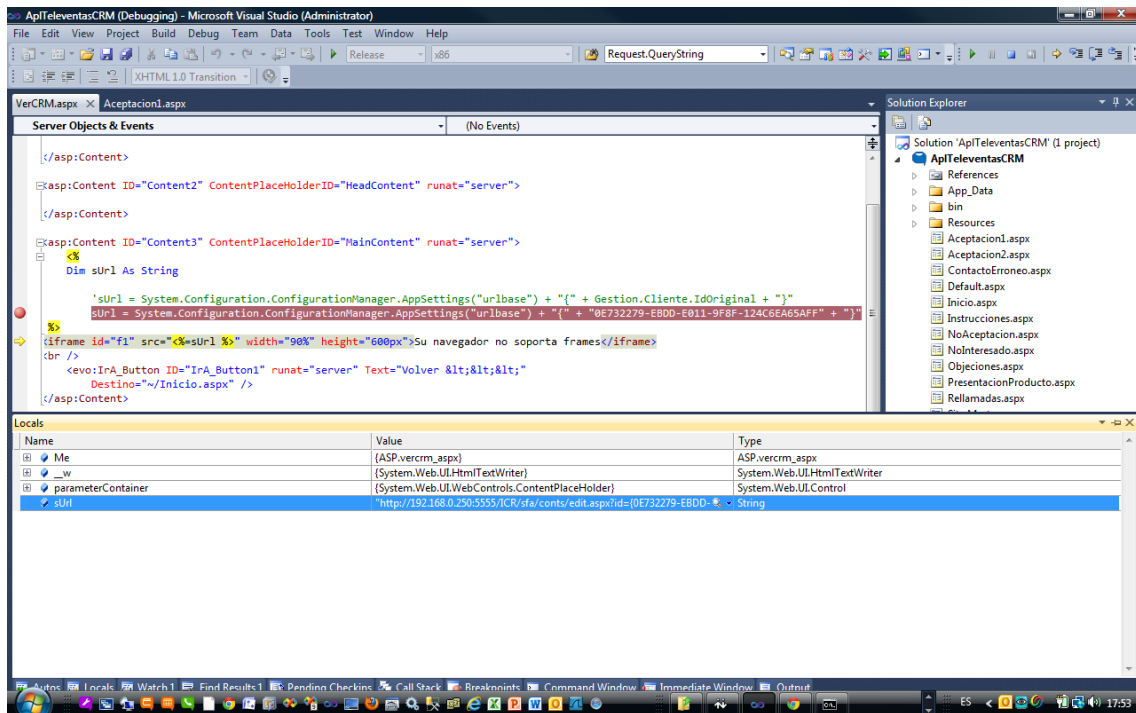 AplTeleventasCRM (Debugging) - Microsoft Visual Studio (Administrator)
File Edit View Project Build Debug Team Data Tools Test Window Help
Release x86 Request.QueryString
XHTML 1.0 Transition
VerCRM.aspx Aceptacion1.aspx
Server Objects & Events (No Events)
</asp:Content>
<asp:Content ID="Content2" ContentPlaceHolderID="HeadContent" runat="server">
</asp:Content>
<asp:Content ID="Content3" ContentPlaceHolderID="MainContent" runat="server">
<%
Dim sUrl As String
'sUrl = System.Configuration.ConfigurationManager.AppSettings("urlbase") + "{" + Gestion.Cliente.IdOriginal + "}"
sUrl = System.Configuration.ConfigurationManager.AppSettings("urlbase") + "{" + "0E732279-EBDD-E011-9F8F-124C6EA65AFF" + "}"
%>
<iframe id="f1" src="<%=sUrl %>" width="90%" height="600px">Su navegador no soporta frames</iframe>
<br />
<evo:IrA_Button ID="IrA_Button1" runat="server" Text="Volver &lt;&lt;&lt;"
Destino="~/Inicio.aspx" />
</asp:Content>
Solution Explorer
Solution 'AplTeleventasCRM' (1 project)
AplTeleventasCRM
References
App_Data
bin
Resources
Aceptacion1.aspx
Aceptacion2.aspx
ContactoErroneo.aspx
Default.aspx
Inicio.aspx
Instrucciones.aspx
NoAceptacion.aspx
NoInteresado.aspx
Objeciones.aspx
PresentacionProducto.aspx
Rellamadas.aspx
Locals
Name Value Type
Me {ASP.vercrm_aspx} ASP.vercrm_aspx
__w {System.Web.UI.HtmlTextWriter} System.Web.UI.HtmlTextWriter
parameterContainer {System.Web.UI.WebControls.ContentPlaceHolder} System.Web.UI.Control
sUrl "http://192.168.0.250:5555/ICR/sfa/conts/edit.aspx?id={0E732279-EBDD- String
Autos Locals Watch 1 Find Results 1 Pending Checkins Call Stack Breakpoints Command Window Immediate Window Output
ES 17:53